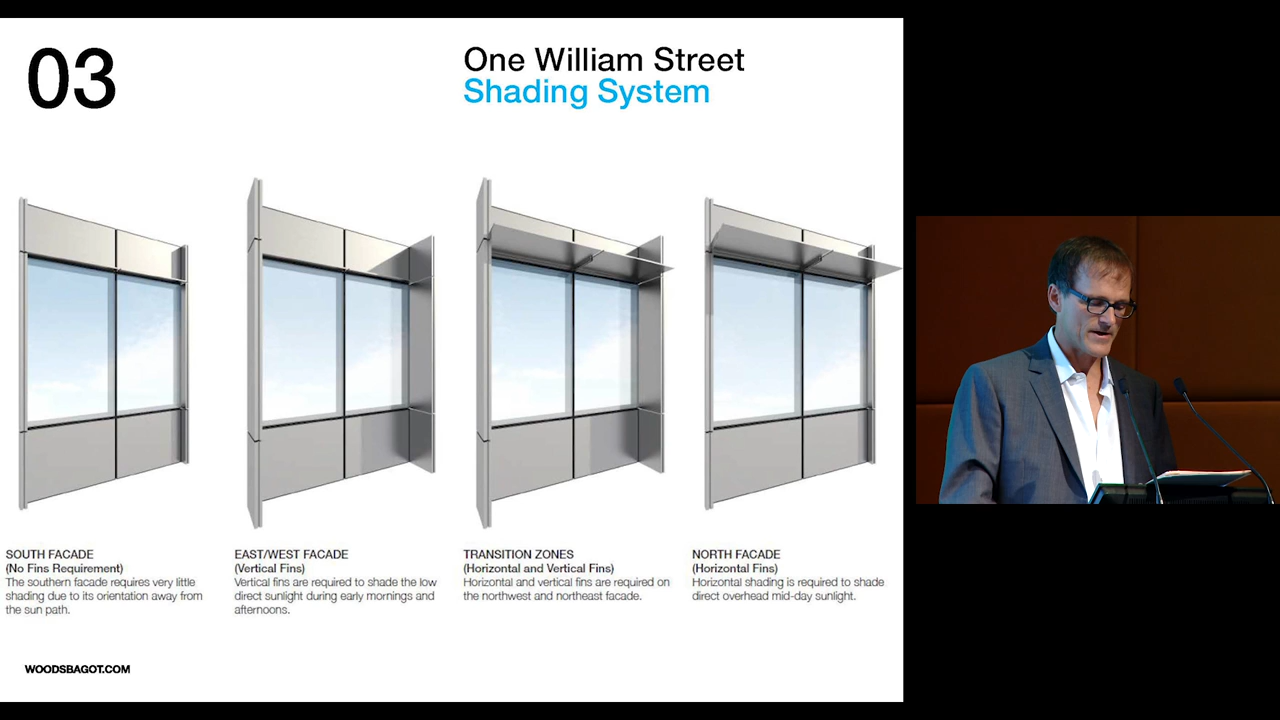 03
One William Street
Shading System
SOUTH FACADE
(No Fins Requirement)
The southern facade requires very little
shading due to its orientation away from
the sun path.
EAST/WEST FACADE
(Vertical Fins)
Vertical fins are required to shade the low
direct sunlight during early mornings and
afternoons.
TRANSITION ZONES
(Horizontal and Vertical Fins)
Horizontal and vertical fins are required on
the northwest and northeast facade.
NORTH FACADE
(Horizontal Fins)
Horizontal shading is required to shade
direct overhead mid-day sunlight.
WOODSBAGOT.COM